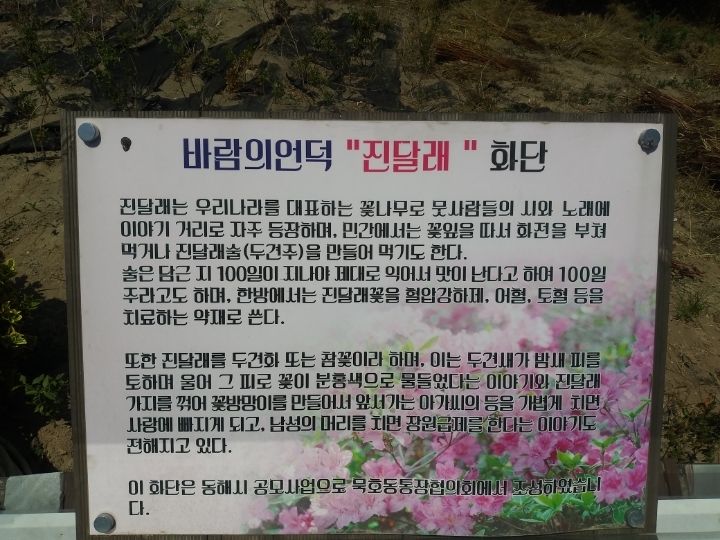 바람의언덕 "진달래 " 화단
진달래는 우리나라를 대표하는 꽃나무로 뭇사람들의 시와 노래에
이야기 거리로 자주 등장하며, 민간에서는 꽃잎을 따서 화전을 부쳐
먹거나 진달래술(두견주)을 만들어 먹기도 한다.
술은 담근 지 100일이 지나야 제대로 익어서 맛이 난다고 하여 100일
주라고도 하며, 한방에서는 진달래꽃을 혈압강하제, 어혈, 토혈 등을
치료하는 약재로 쓴다.
또한 진달래를 두견화 또는 참꽃이라 하며, 이는 두견새가 밤새 피를
토하며 울어 그 피로 꽃이 분홍색으로 물들었다는 이야기와 진달래
가지를 꺾어 꽃방망이를 만들어서 앞서가는 아가씨의 등을 가볍게 치면
사랑에 빠지게 되고, 남성의 머리를 치면 장원급제를 한다는 이야기도
전해지고 있다.
이 화단은 동해시 공모사업으로 묵호동통장협의회에서 조성하였습니
다.